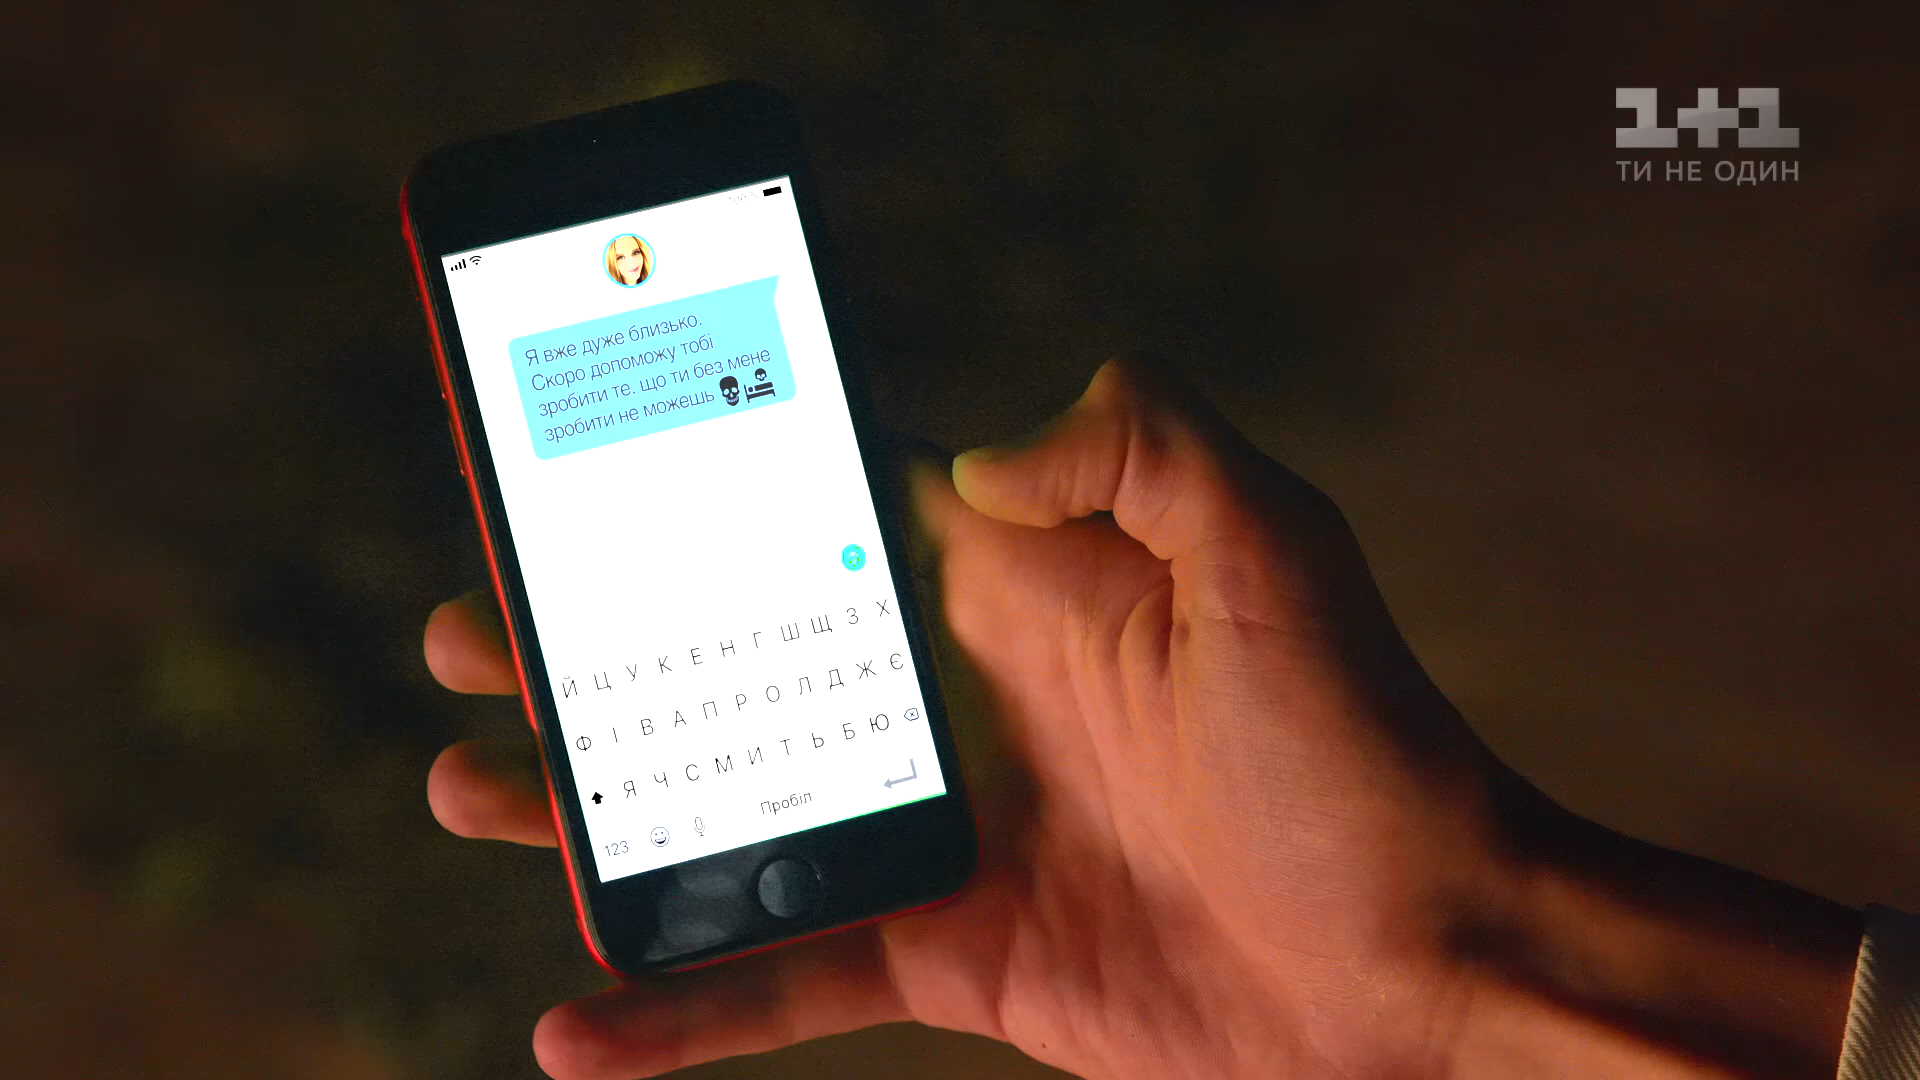 1+1
ТИ НЕ ОДИН
Я вже дуже близько.
Скоро допоможу тобі
зробити те. що ти без мене
зробити не можешь
Й Ц У К Е Н Г Ш Щ З Х
Ф І В А П Р О Л Д Ж Є
Я Ч С М И Т Ь Б Ю
123 Пробіл